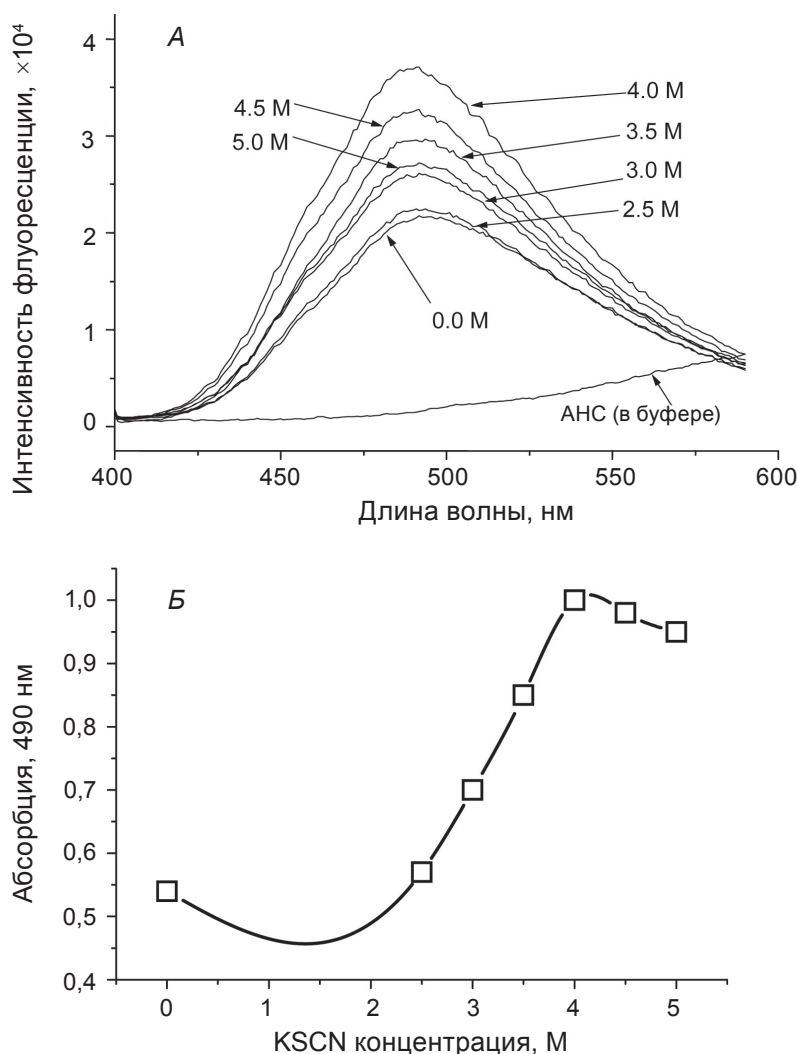 А
Интенсивность флуоресценции, ×10⁴
4
3
2
1
0
4.5 М
5.0 М
4.0 М
3.5 М
3.0 М
2.5 М
0.0 М
АНС (в буфере)
400
450
500
550
600
Длина волны, нм
Б
Абсорбция, 490 нм
1,0
0,9
0,8
0,7
0,6
0,5
0,4
0
1
2
3
4
5
KSCN концентрация, М